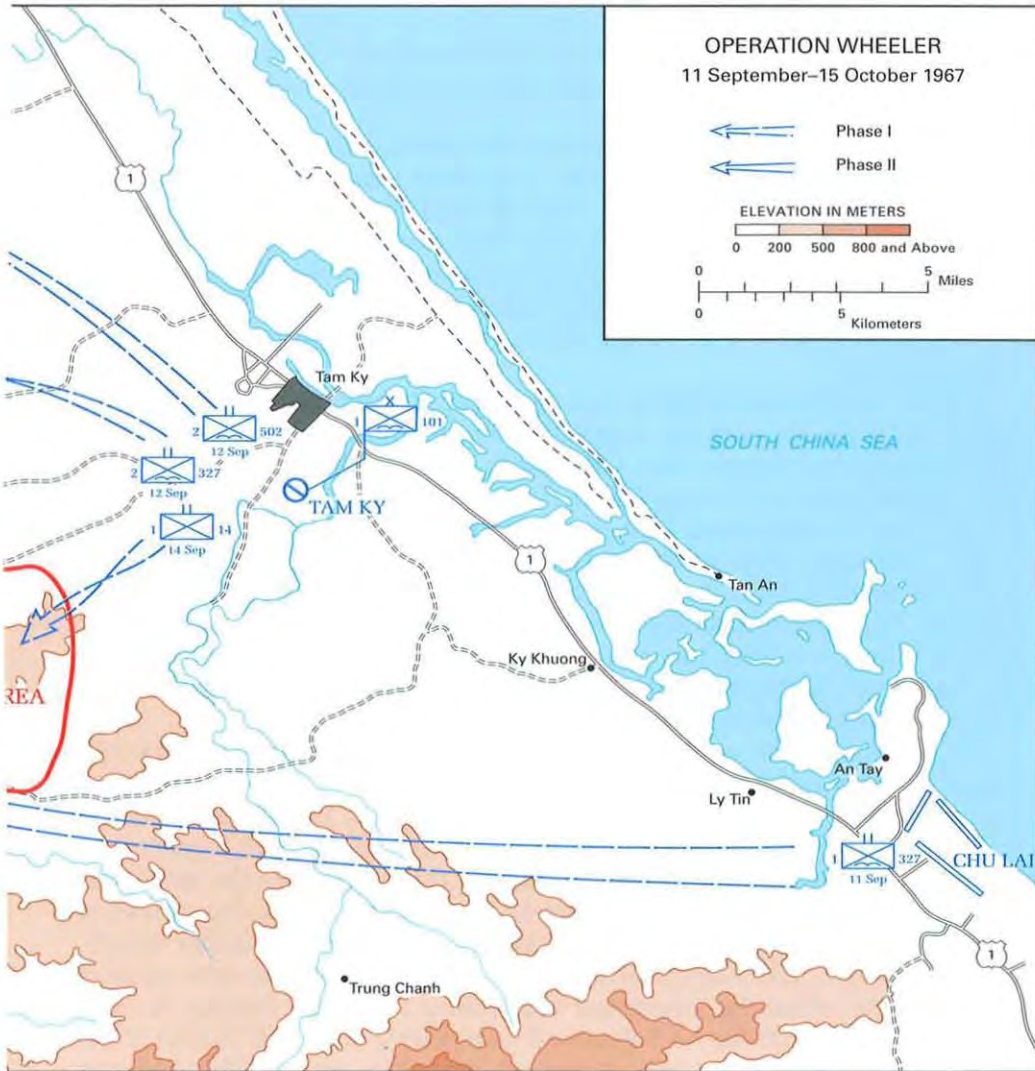 OPERATION WHEELER
11 September–15 October 1967
Phase I
Phase II
ELEVATION IN METERS
0 200 500 800 and Above
0 5 Miles
0 5 Kilometers
1
Tam Ky
2 502
12 Sep
1 101
2 327
12 Sep
TAM KY
1 14
14 Sep
SOUTH CHINA SEA
1
Tan An
Ky Khuong
REA
An Tay
Ly Tin
1 327
11 Sep
CHU LAI
1
Trung Chanh